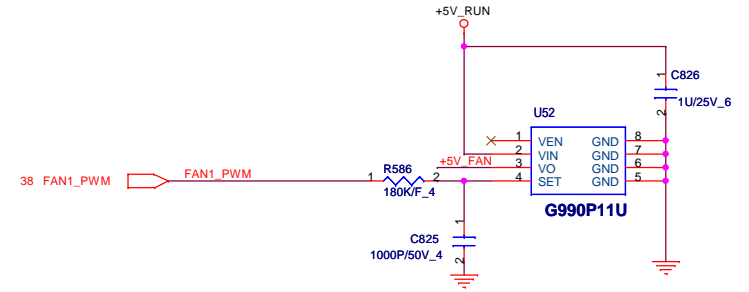 +5V_RUN
C826
1
1U/25V_6
2
U52
1 VEN GND 8
2 VIN GND 7
+5V_FAN 3 VO GND 6
4 SET GND 5
G990P11U
38 FAN1_PWM
FAN1_PWM
R586
1 2
180K/F_4
1
C825
1000P/50V_4
2